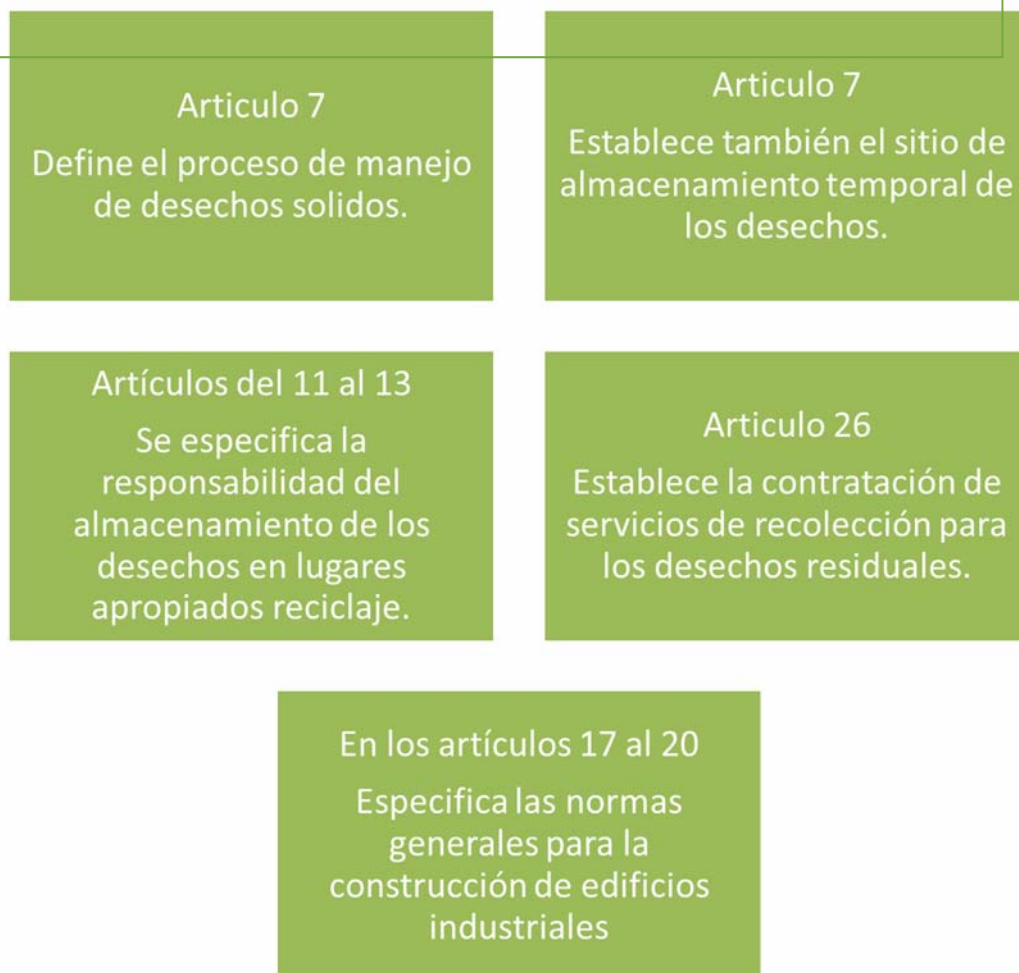 Articulo 7
Define el proceso de manejo
de desechos solidos.
Articulo 7
Establece también el sitio de
almacenamiento temporal de
los desechos.
Artículos del 11 al 13
Se especifica la
responsabilidad del
almacenamiento de los
desechos en lugares
apropiados reciclaje.
Articulo 26
Establece la contratación de
servicios de recolección para
los desechos residuales.
En los artículos 17 al 20
Especifica las normas
generales para la
construcción de edificios
industriales